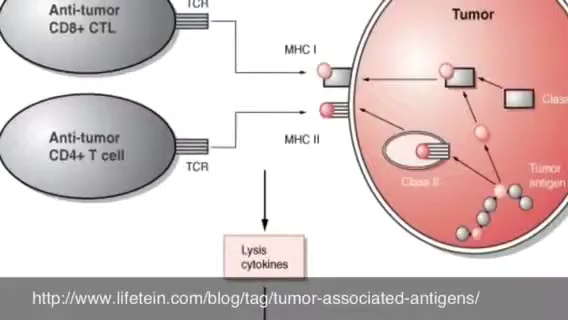 TCR
Anti-tumor
CD8+ CTL
Tumor
MHC I
Class
Anti-tumor
CD4+ T cell
MHC II
TCR
Class II
Tumor
antigen
Lysis
cytokines
http://www.lifetein.com/blog/tag/tumor-associated-antigens/